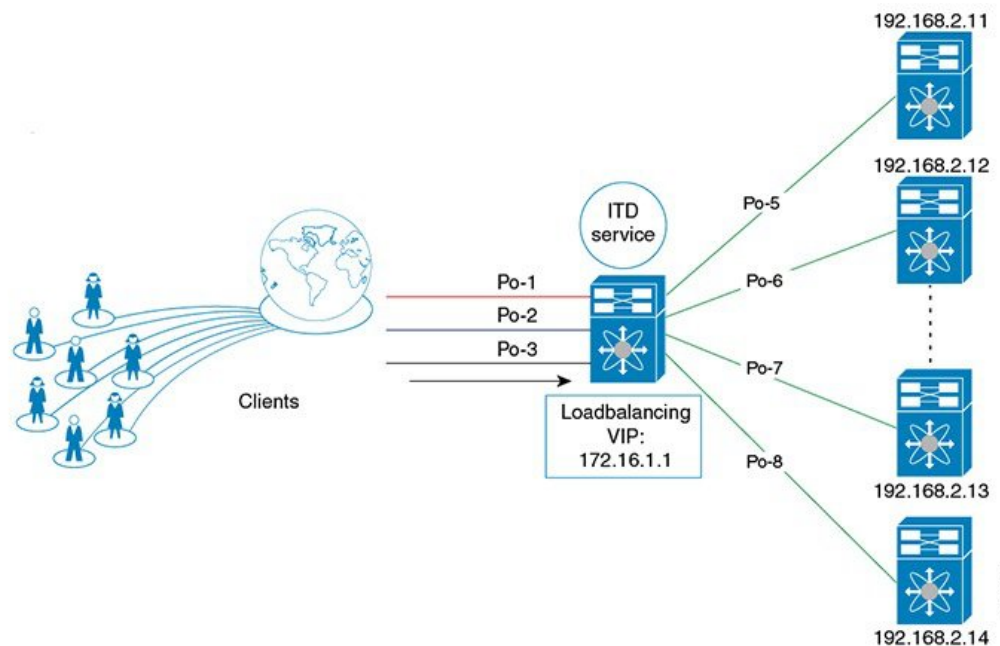 192.168.2.11
192.168.2.12
ITD
service
Po-5
Po-6
Po-1
Po-2
Po-3
Po-7
Clients
Loadbalancing
VIP:
172.16.1.1
Po-8
192.168.2.13
192.168.2.14